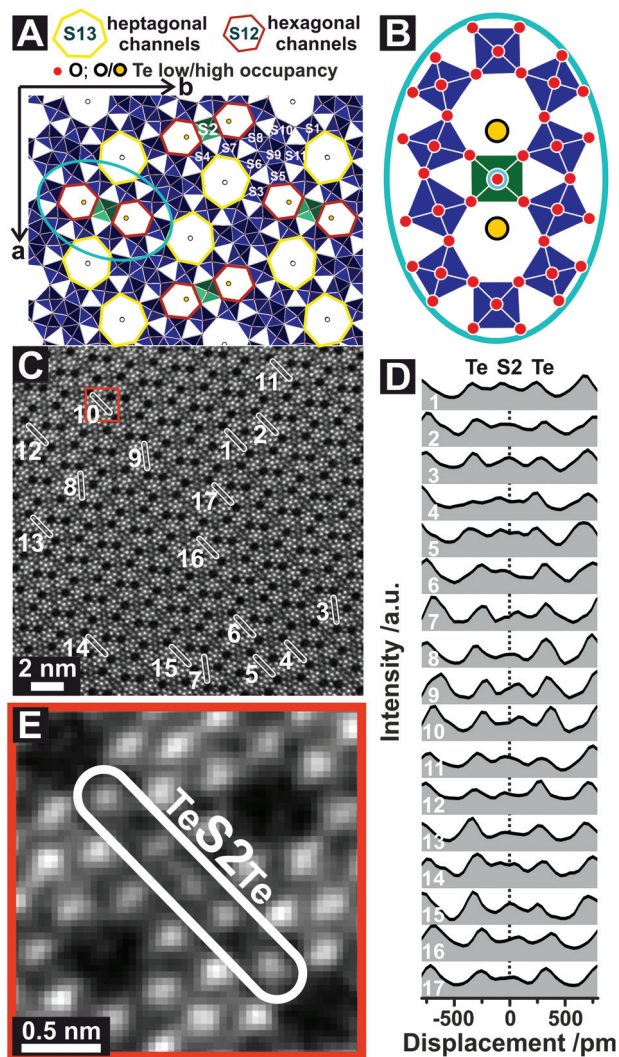 A S13 heptagonal channels S12 hexagonal channels
O; O/O Te low/high occupancy
b
a
S2
S4
S7
S8
S10
S1
S6
S9
S11
S5
S3
B
C
11
10
2
12
1
9
8
17
13
16
3
6
14
15
7
5
4
2 nm
D
Te S2 Te
1
2
3
4
5
6
7
8
9
10
11
12
13
14
15
16
17
Intensity /a.u.
-500 0 500
Displacement /pm
E
TeS2Te
0.5 nm